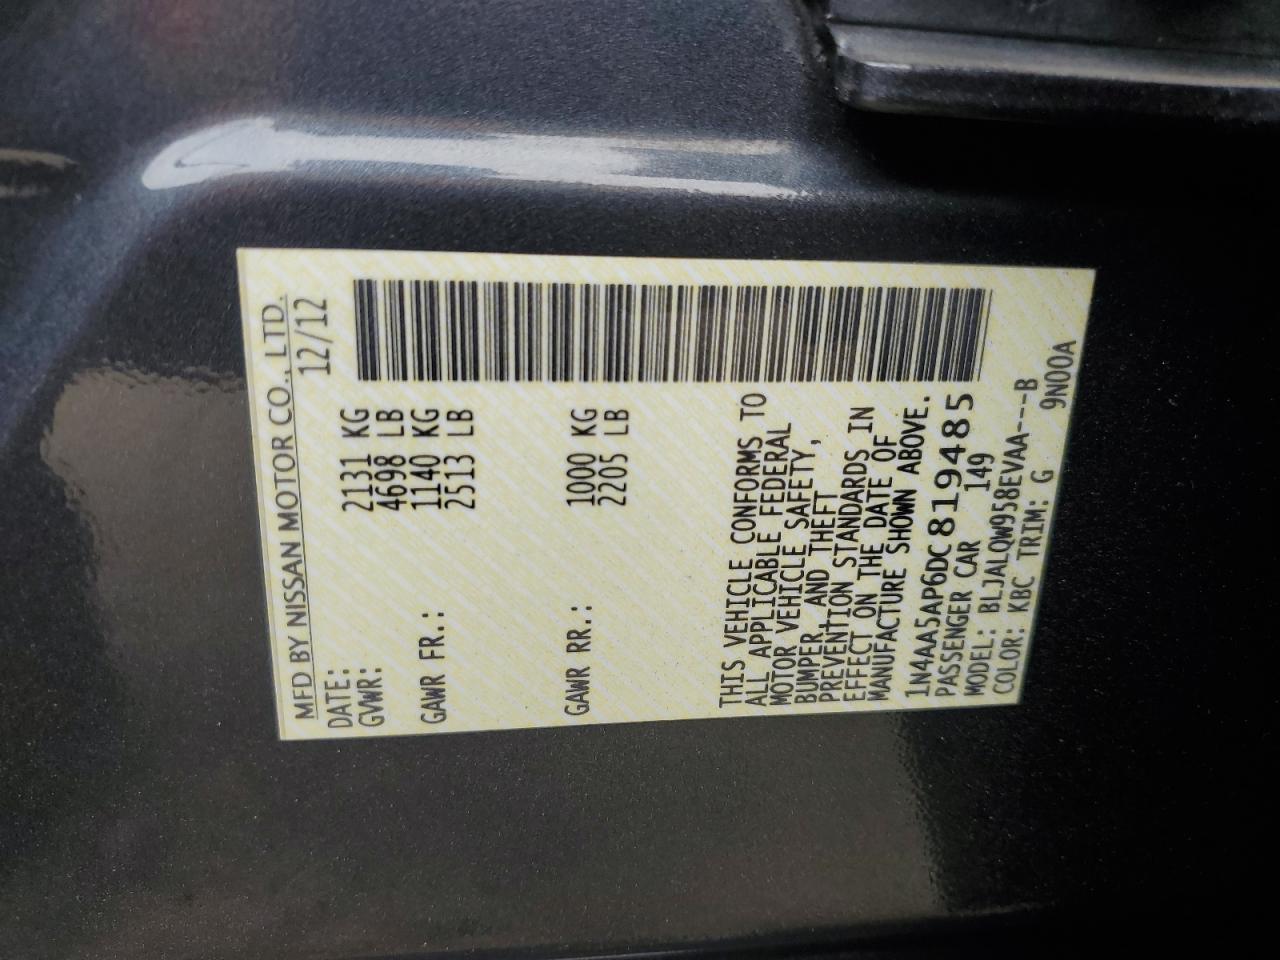 MFD BY NISSAN MOTOR CO., LTD.
DATE: 12/12
GVWR: 2131 KG
4698 LB
GAWR FR.: 1140 KG
2513 LB
GAWR RR.: 1000 KG
2205 LB
THIS VEHICLE CONFORMS TO
ALL APPLICABLE FEDERAL
MOTOR VEHICLE SAFETY,
BUMPER, AND THEFT
PREVENTION STANDARDS IN
EFFECT ON THE DATE OF
MANUFACTURE SHOWN ABOVE.
1N4AA5AP6DC819485
PASSENGER CAR 149
MODEL: BLJALQW958EVAA---B
COLOR: KBC TRIM: G 9N00A